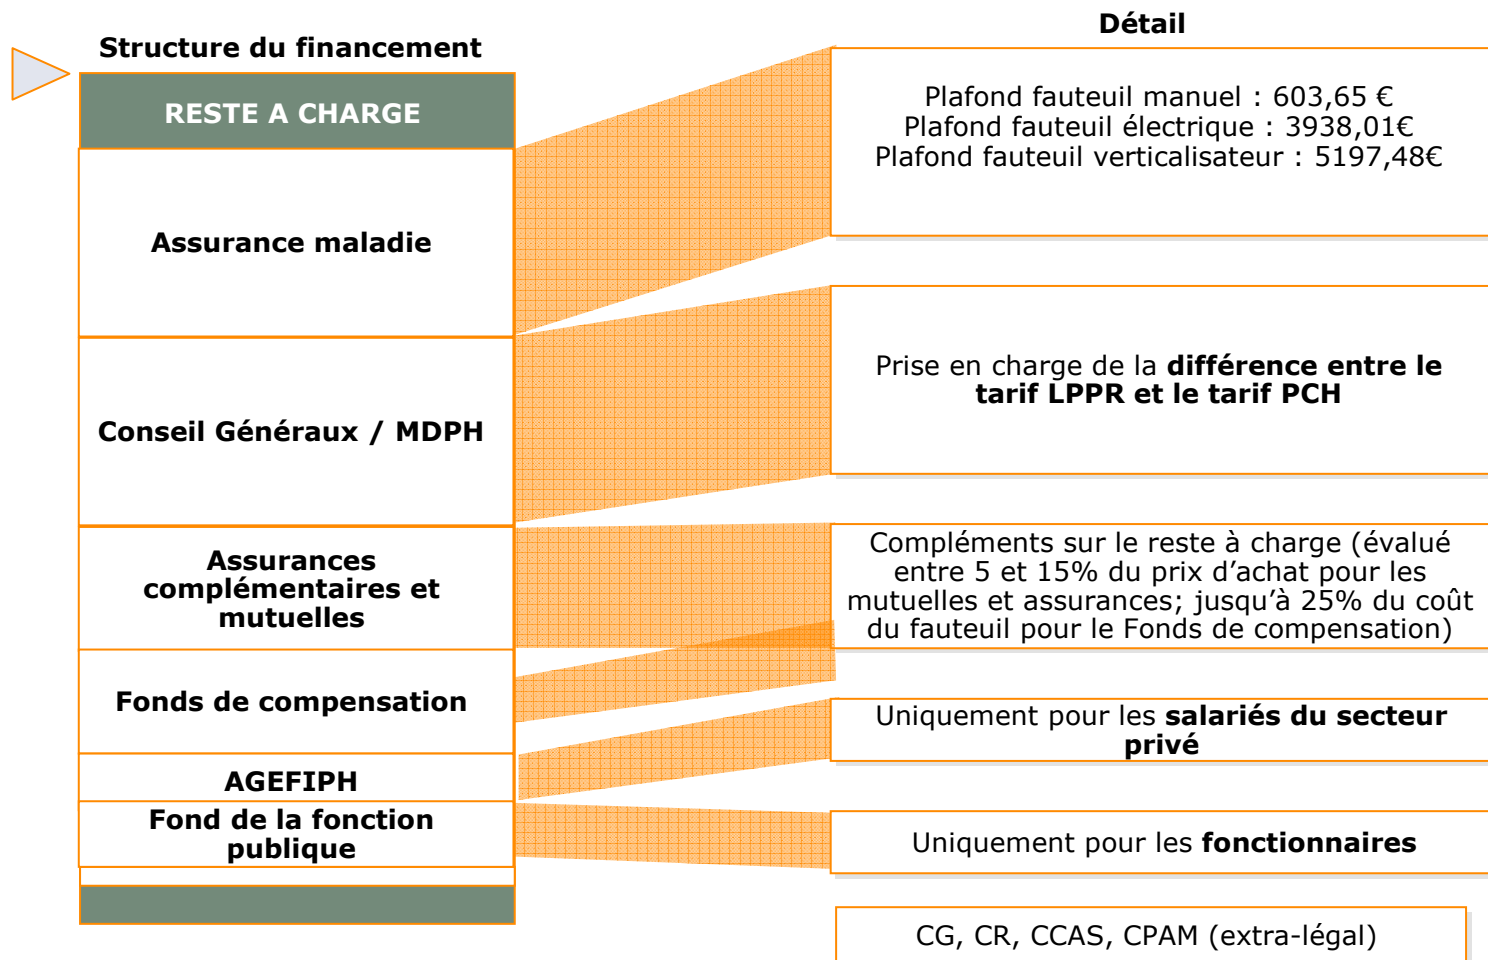 Structure du financement
RESTE A CHARGE
Assurance maladie
Conseil Généraux / MDPH
Assurances
complémentaires et
mutuelles
Fonds de compensation
AGEFIPH
Fond de la fonction
publique
Détail
Plafond fauteuil manuel : 603,65 €
Plafond fauteuil électrique : 3938,01€
Plafond fauteuil verticalisateur : 5197,48€
Prise en charge de la différence entre le
tarif LPPR et le tarif PCH
Compléments sur le reste à charge (évalué
entre 5 et 15% du prix d’achat pour les
mutuelles et assurances; jusqu’à 25% du coût
du fauteuil pour le Fonds de compensation)
Uniquement pour les salariés du secteur
privé
Uniquement pour les fonctionnaires
CG, CR, CCAS, CPAM (extra-légal)